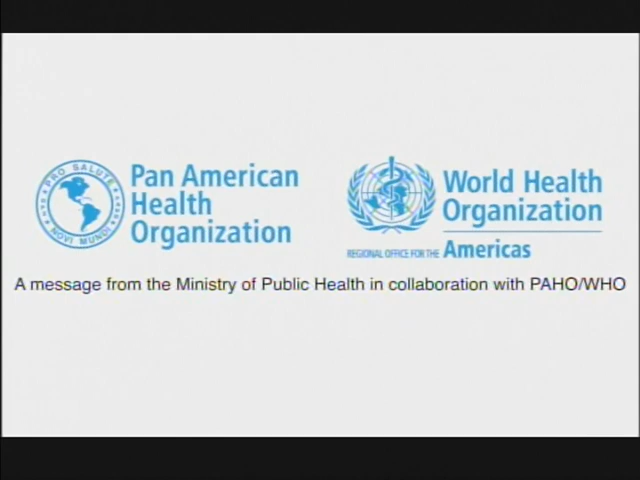 PRO SALUTE
NOVI MUNDI
Pan American
Health
Organization
World Health
Organization
REGIONAL OFFICE FOR THE Americas
A message from the Ministry of Public Health in collaboration with PAHO/WHO